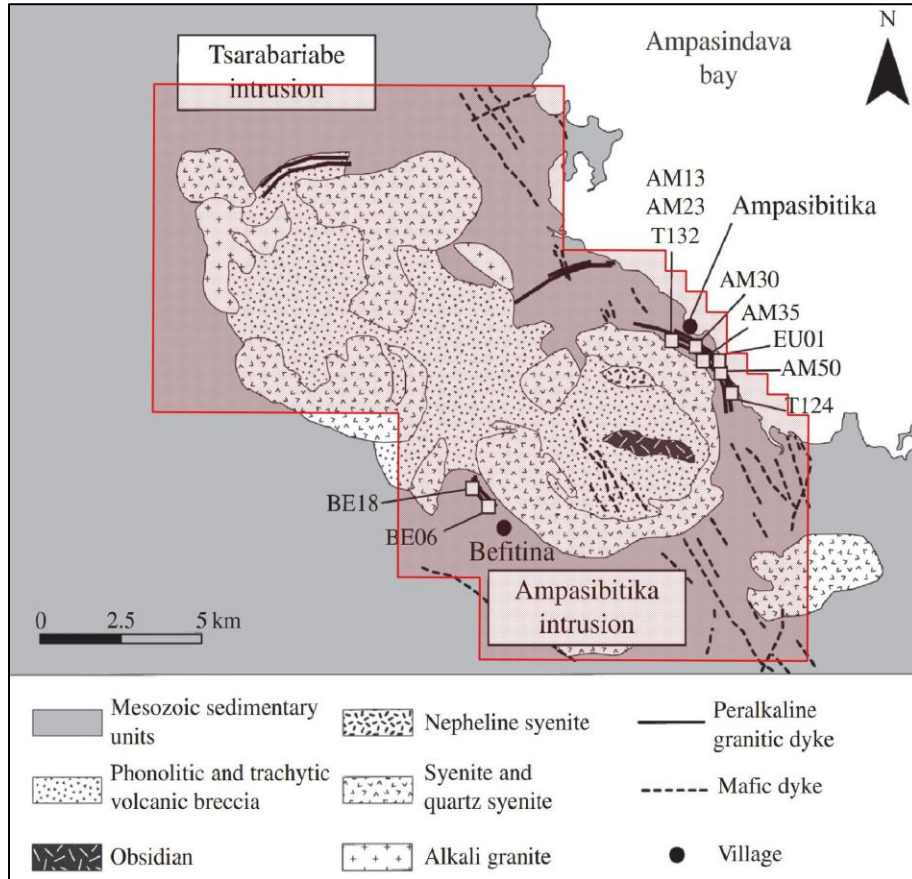 Tsarabariabe
intrusion
Ampasindava
bay
N
AM13
AM23
T132
Ampasibitika
AM30
AM35
EU01
AM50
T124
BE18
BE06
Befitina
Ampasibitika
intrusion
0 2.5 5 km
Mesozoic sedimentary
units
Nepheline syenite
Peralkaline
granitic dyke
Phonolitic and trachytic
volcanic breccia
Syenite and
quartz syenite
Mafic dyke
Obsidian
Alkali granite
Village